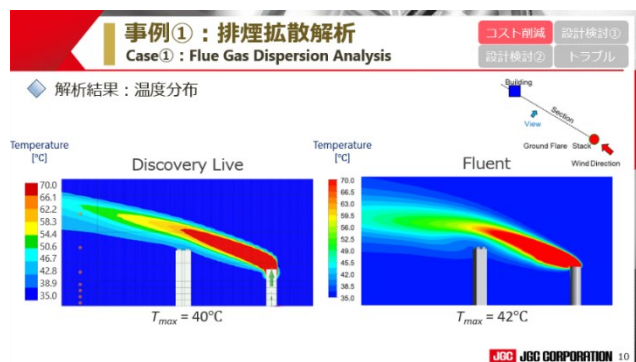 事例①：排煙拡散解析
Case①：Flue Gas Dispersion Analysis
コスト削減
設計検討①
設計検討②
トラブル
解析結果：温度分布
Building
View
Section
Ground Flare Stack
Wind Direction
Temperature
[℃]
Discovery Live
70.0
66.1
62.2
58.3
54.4
50.6
46.7
42.8
38.9
35.0
Tmax = 40℃
Temperature
[℃]
Fluent
70.0
66.5
63.0
59.5
56.0
52.5
49.0
45.5
42.0
38.5
35.0
Tmax = 42℃
JGC JGC CORPORATION 10